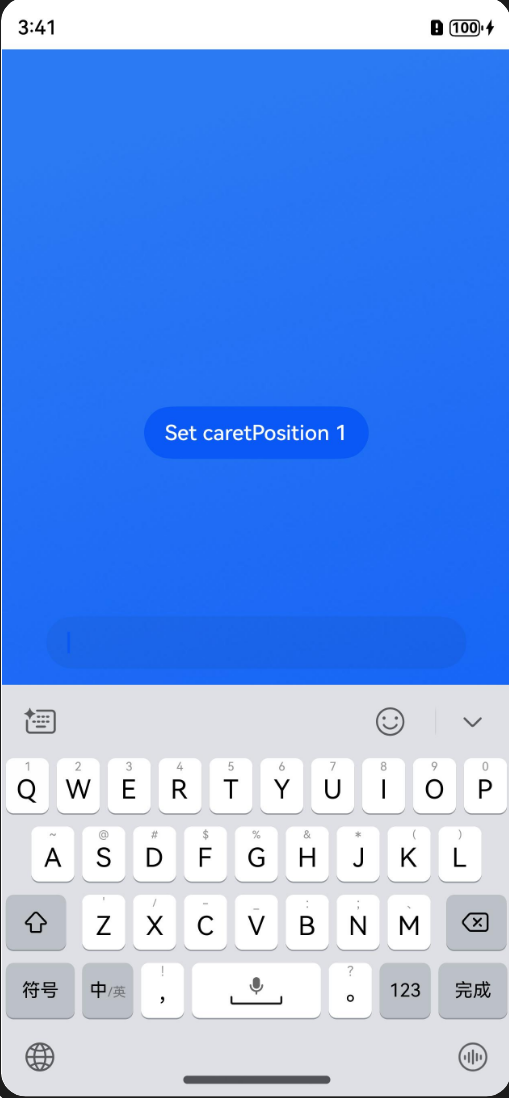 3:41
100
Set caretPosition 1
1 2 3 4 5 6 7 8 9 0
Q W E R T Y U I O P
~ @ # $ % & * ( )
A S D F G H J K L
' / - _ : ; 、
Z X C V B N M
! ?
符号 中/英 , 。 123 完成